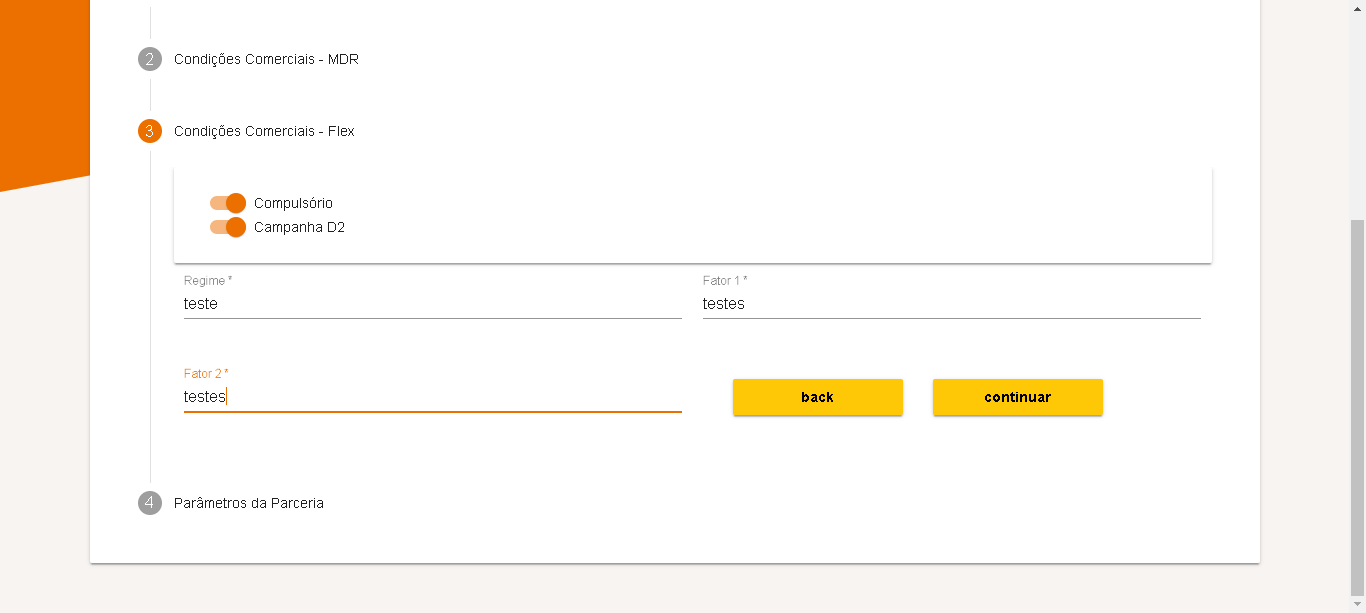 2 Condições Comerciais - MDR
3 Condições Comerciais - Flex
Compulsório
Campanha D2
Regime *
teste
Fator 1 *
testes
Fator 2 *
testes
back
continuar
4 Parâmetros da Parceria